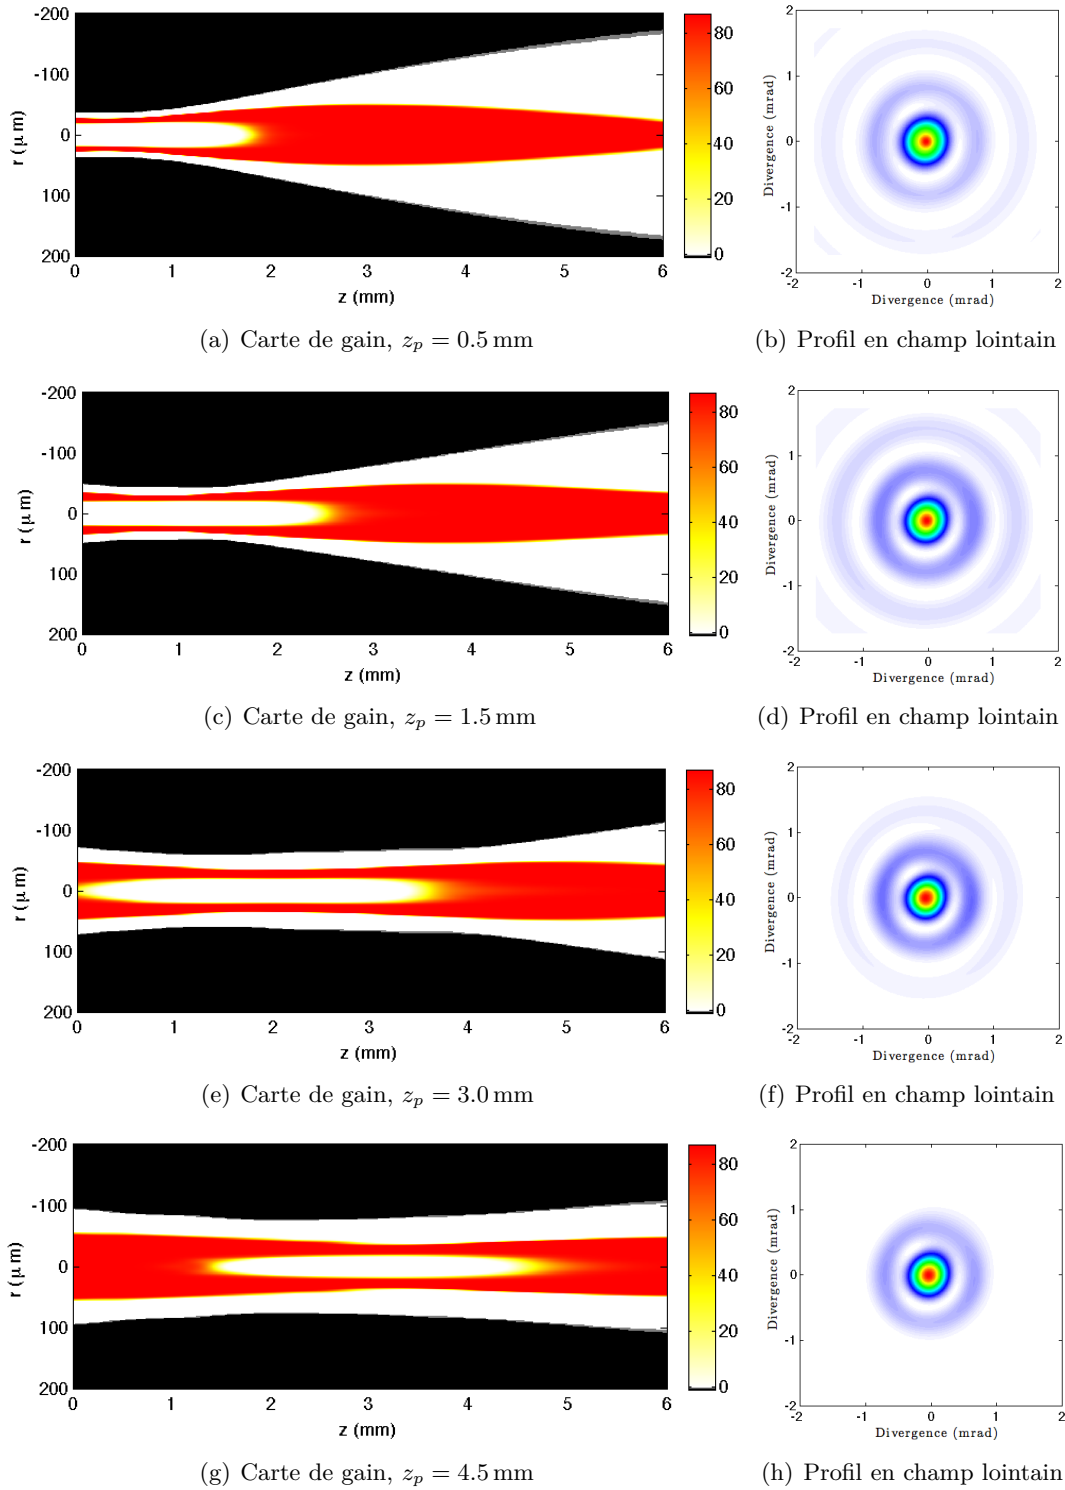 -200
-100
0
100
200
r (μm)
0 1 2 3 4 5 6
z (mm)
80
60
40
20
0
2
1
0
-1
-2
Divergence (mrad)
-2 -1 0 1 2
Divergence (mrad)
(a) Carte de gain, z_p = 0.5 mm
(b) Profil en champ lointain
-200
-100
0
100
200
r (μm)
0 1 2 3 4 5 6
z (mm)
80
60
40
20
0
2
1
0
-1
-2
Divergence (mrad)
-2 -1 0 1 2
Divergence (mrad)
(c) Carte de gain, z_p = 1.5 mm
(d) Profil en champ lointain
-200
-100
0
100
200
r (μm)
0 1 2 3 4 5 6
z (mm)
80
60
40
20
0
2
1
0
-1
-2
Divergence (mrad)
-2 -1 0 1 2
Divergence (mrad)
(e) Carte de gain, z_p = 3.0 mm
(f) Profil en champ lointain
-200
-100
0
100
200
r (μm)
0 1 2 3 4 5 6
z (mm)
80
60
40
20
0
2
1
0
-1
-2
Divergence (mrad)
-2 -1 0 1 2
Divergence (mrad)
(g) Carte de gain, z_p = 4.5 mm
(h) Profil en champ lointain